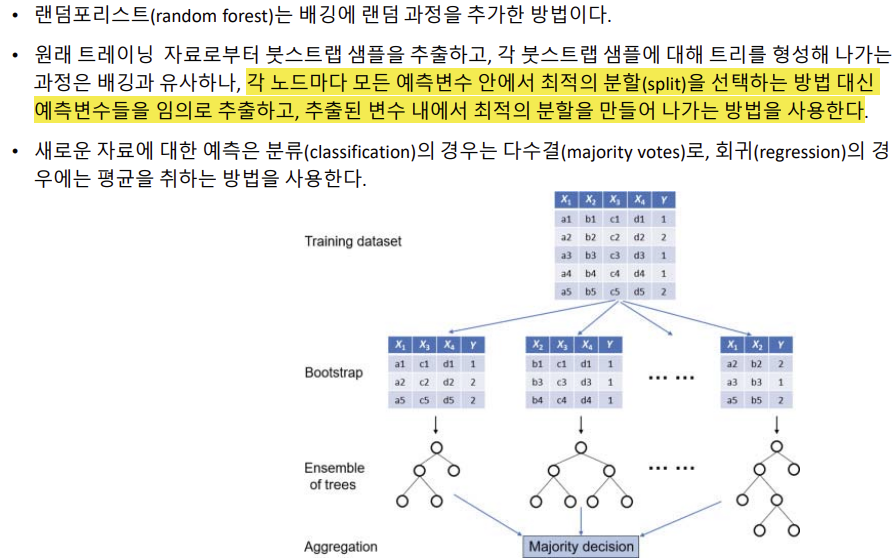 • 랜덤포리스트(random forest)는 배깅에 랜덤 과정을 추가한 방법이다.
• 원래 트레이닝 자료로부터 붓스트랩 샘플을 추출하고, 각 붓스트랩 샘플에 대해 트리를 형성해 나가는
과정은 배깅과 유사하나, 각 노드마다 모든 예측변수 안에서 최적의 분할(split)을 선택하는 방법 대신
예측변수들을 임의로 추출하고, 추출된 변수 내에서 최적의 분할을 만들어 나가는 방법을 사용한다.
• 새로운 자료에 대한 예측은 분류(classification)의 경우는 다수결(majority votes)로, 회귀(regression)의 경
우에는 평균을 취하는 방법을 사용한다.
Training dataset
X₁ X₂ X₃ X₄ Y
a1 b1 c1 d1 1
a2 b2 c2 d2 2
a3 b3 c3 d3 1
a4 b4 c4 d4 1
a5 b5 c5 d5 2
Bootstrap
X₁ X₃ X₄ Y
a1 c1 d1 1
a2 c2 d2 2
a5 c5 d5 2
X₂ X₃ X₄ Y
b1 c1 d1 1
b3 c3 d3 1
b4 c4 d4 1
... ...
X₁ X₂ Y
a2 b2 2
a3 b3 1
a5 b5 2
Ensemble
of trees
... ...
Aggregation
Majority decision